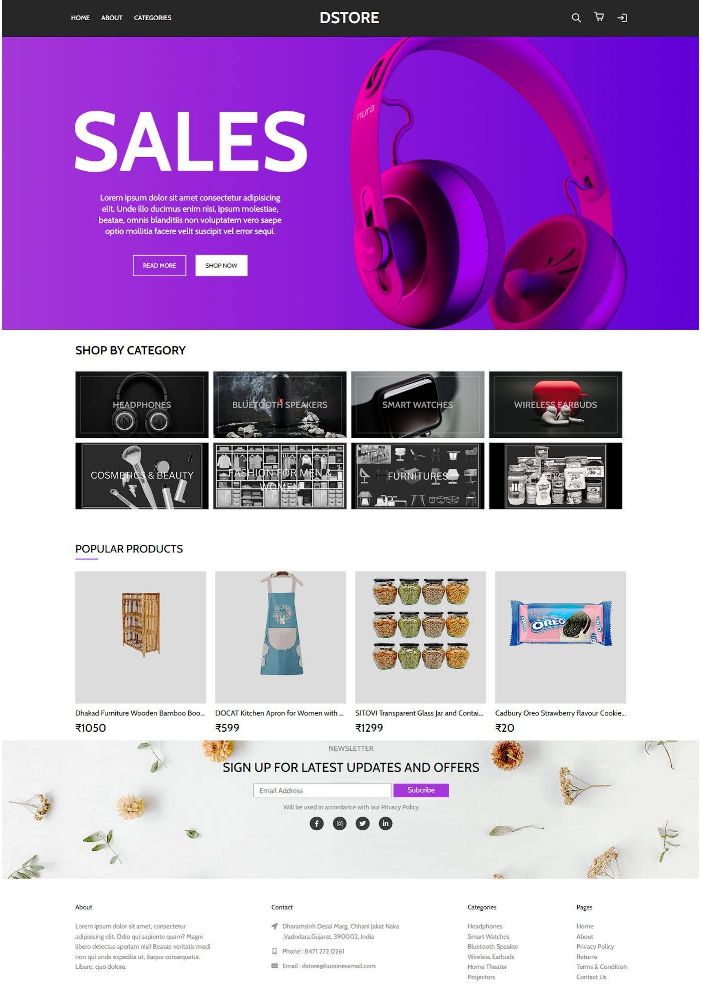 HOME ABOUT CATEGORIES DSTORE
nura
SALES
Lorem ipsum dolor sit amet consectetur adipisicing
elit. Unde illo ducimus enim nisi, ipsum molestiae,
beatae, omnis blanditiis non voluptatem vero saepe
optio mollitia facere velit suscipit vel error sequi.
READ MORE SHOP NOW
SHOP BY CATEGORY
HEADPHONES BLUETOOTH SPEAKERS SMART WATCHES WIRELESS EARBUDS
COSMETICS & BEAUTY FASHION FOR MEN & WOMEN FURNITURES
JIF
POPULAR PRODUCTS
OREO
Dhakad Furniture Wooden Bamboo Boo... DOCAT Kitchen Apron for Women with ... SITOVI Transparent Glass Jar and Contai... Cadbury Oreo Strawberry Flavour Cookie...
₹1050 ₹599 ₹1299 ₹20
NEWSLETTER
SIGN UP FOR LATEST UPDATES AND OFFERS
Email Address Subcribe
Will be used in accordance with our Privacy Policy
About
Lorem ipsum dolor sit amet, consectetur
adipisicing elit. Odio qui sapiente quam? Magni
libero delectus aperiam nisi! Beatae veritatis modi
non qui unde expedita ut, itaque consequatur.
Libero, quo dolore.
Contact
Dharamsinh Desai Marg, Chhani Jakat Naka
,Vadodara,Gujarat, 390002, India
Phone : 8471 272 0261
Email : dstore@bussinessmail.com
Categories
Headphones
Smart Watches
Bluetooth Speaker
Wireless Earbuds
Home Theater
Projectors
Pages
Home
About
Privacy Policy
Returns
Terms & Condition
Contact Us